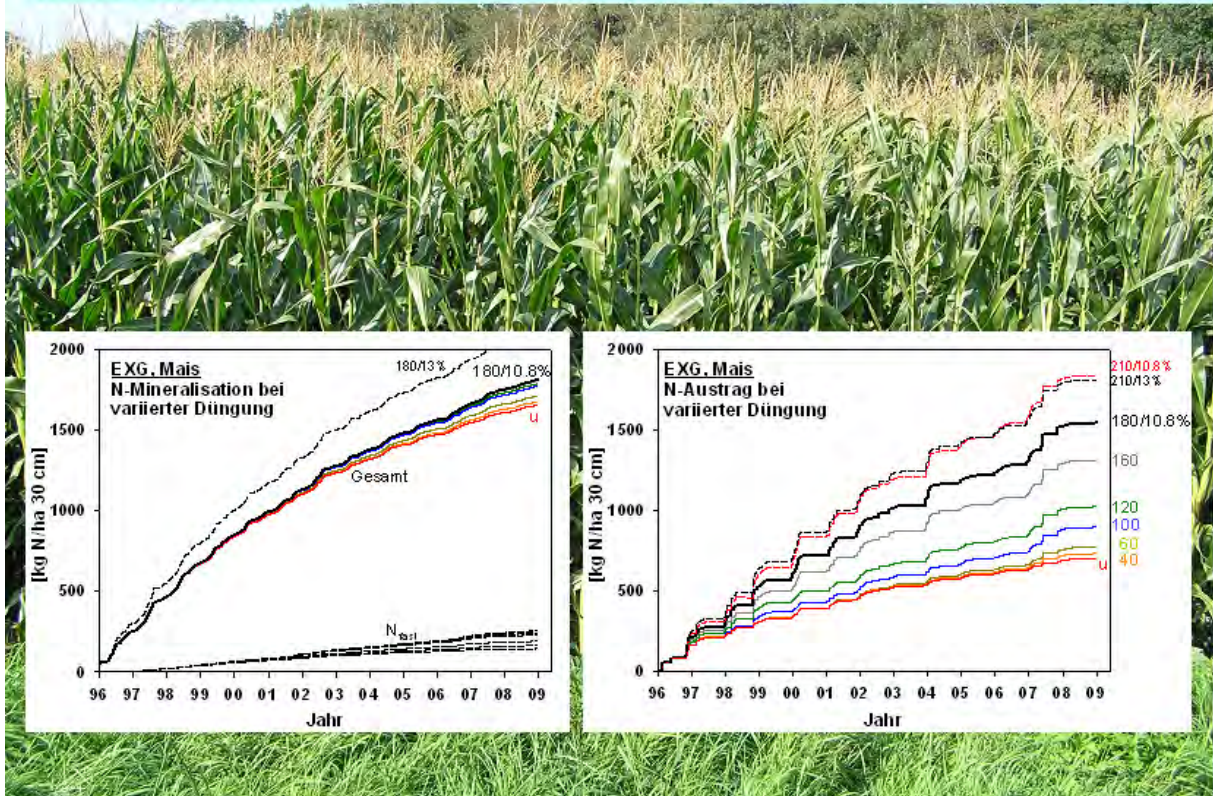 2000
1500
1000
500
0
[kg N/ha 30 cm]
EXG, Mais
N-Mineralisation bei
variierter Düngung
180/13%
180/10.8%
u
Gesamt
N fast
96 97 98 99 00 01 02 03 04 05 06 07 08 09
Jahr
2000
1500
1000
500
0
[kg N/ha 30 cm]
EXG, Mais
N-Austrag bei
variierter Düngung
210/10.8%
210/13%
180/10.8%
160
120
100
60
40
u
96 97 98 99 00 01 02 03 04 05 06 07 08 09
Jahr